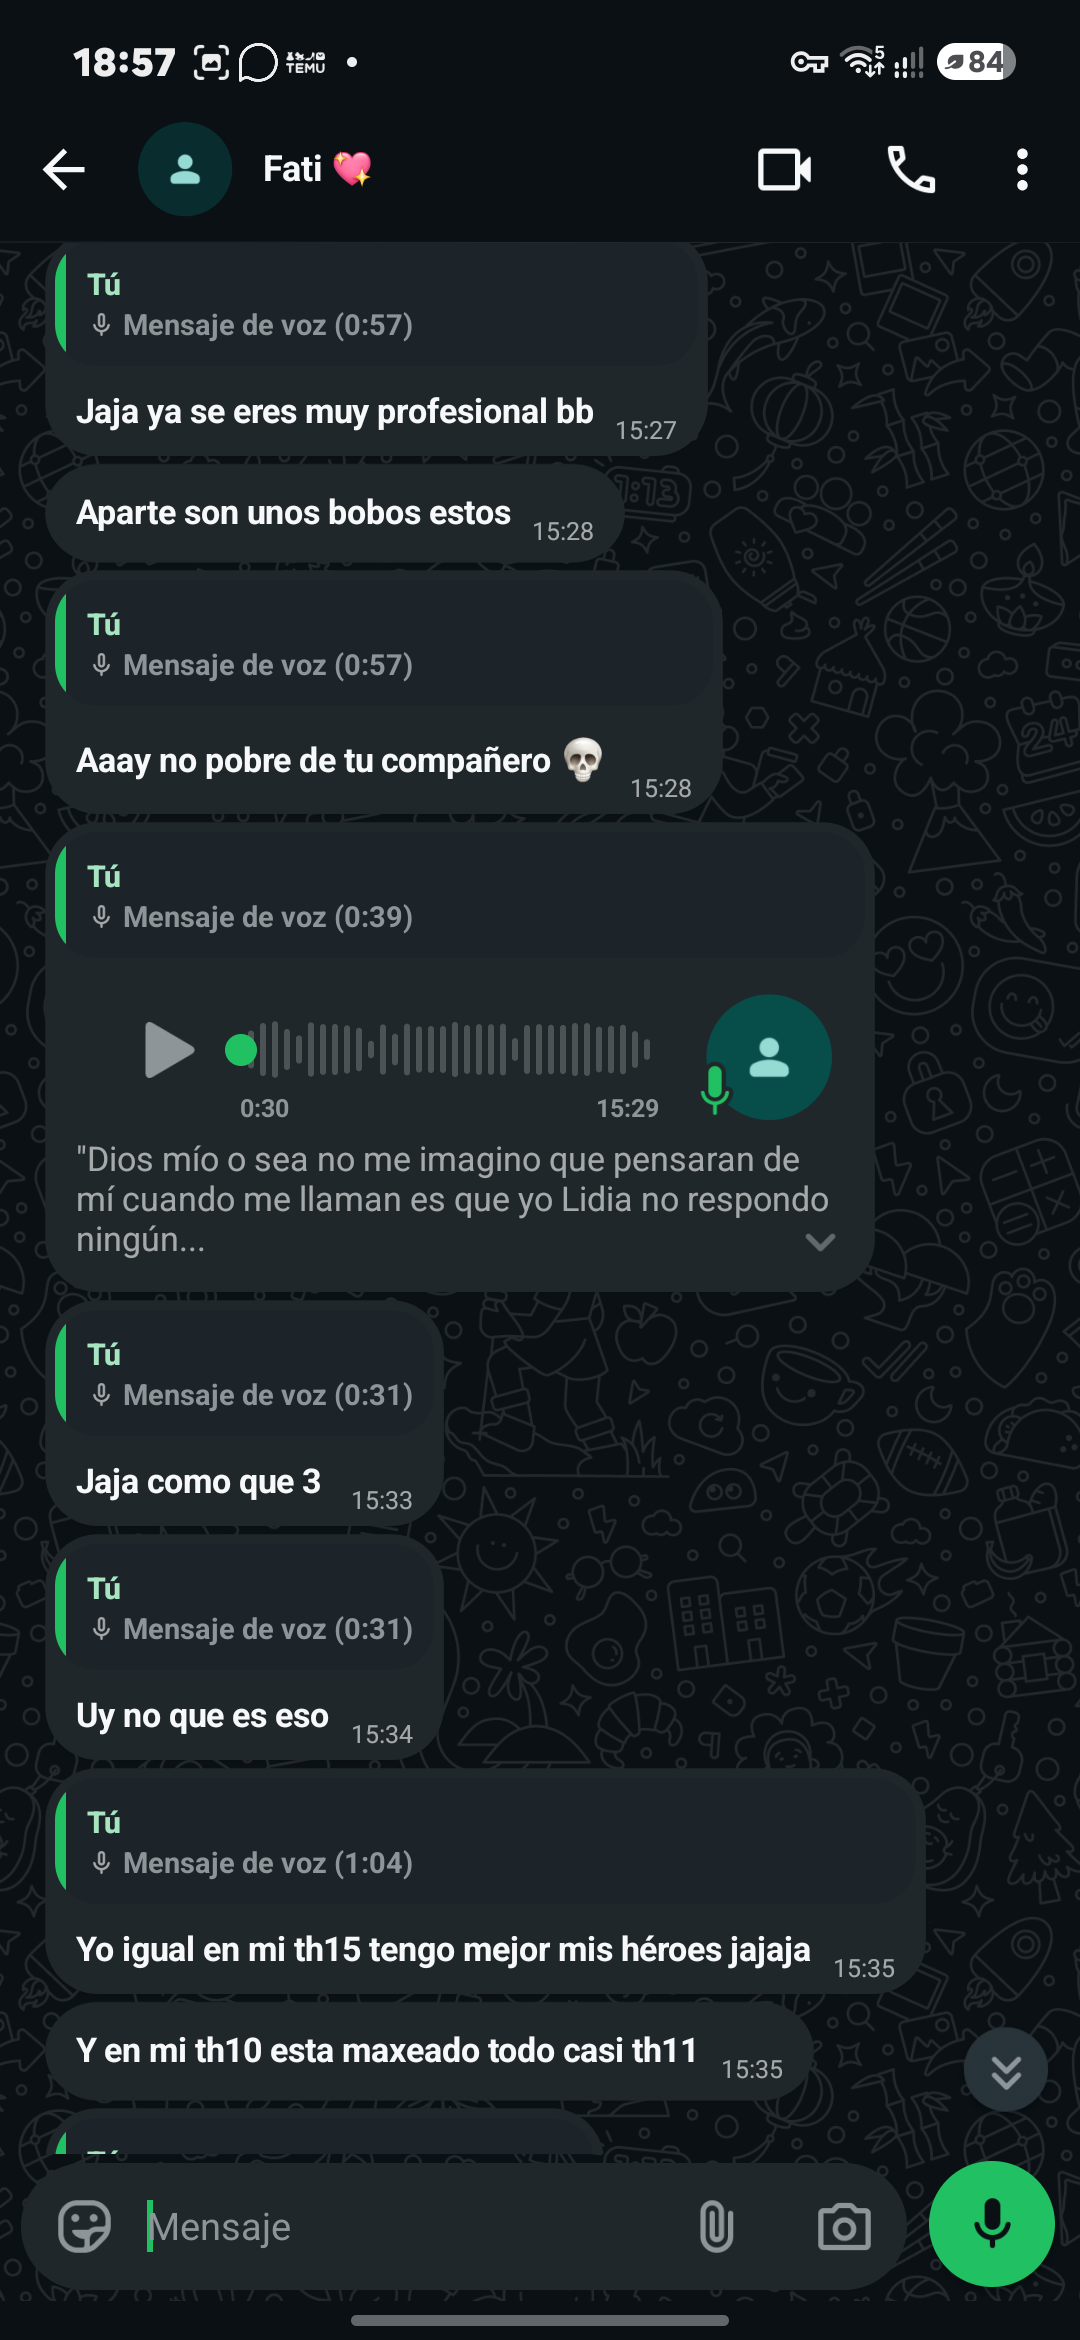 18:57 TEMU 5 84
Fati
Tú
Mensaje de voz (0:57)
Jaja ya se eres muy profesional bb 15:27
Aparte son unos bobos estos 15:28
Tú
Mensaje de voz (0:57)
Aaay no pobre de tu compañero 15:28
Tú
Mensaje de voz (0:39)
0:30 15:29
"Dios mío o sea no me imagino que pensaran de
mí cuando me llaman es que yo Lidia no respondo
ningún...
Tú
Mensaje de voz (0:31)
Jaja como que 3 15:33
Tú
Mensaje de voz (0:31)
Uy no que es eso 15:34
Tú
Mensaje de voz (1:04)
Yo igual en mi th15 tengo mejor mis héroes jajaja 15:35
Y en mi th10 esta maxeado todo casi th11 15:35
Mensaje